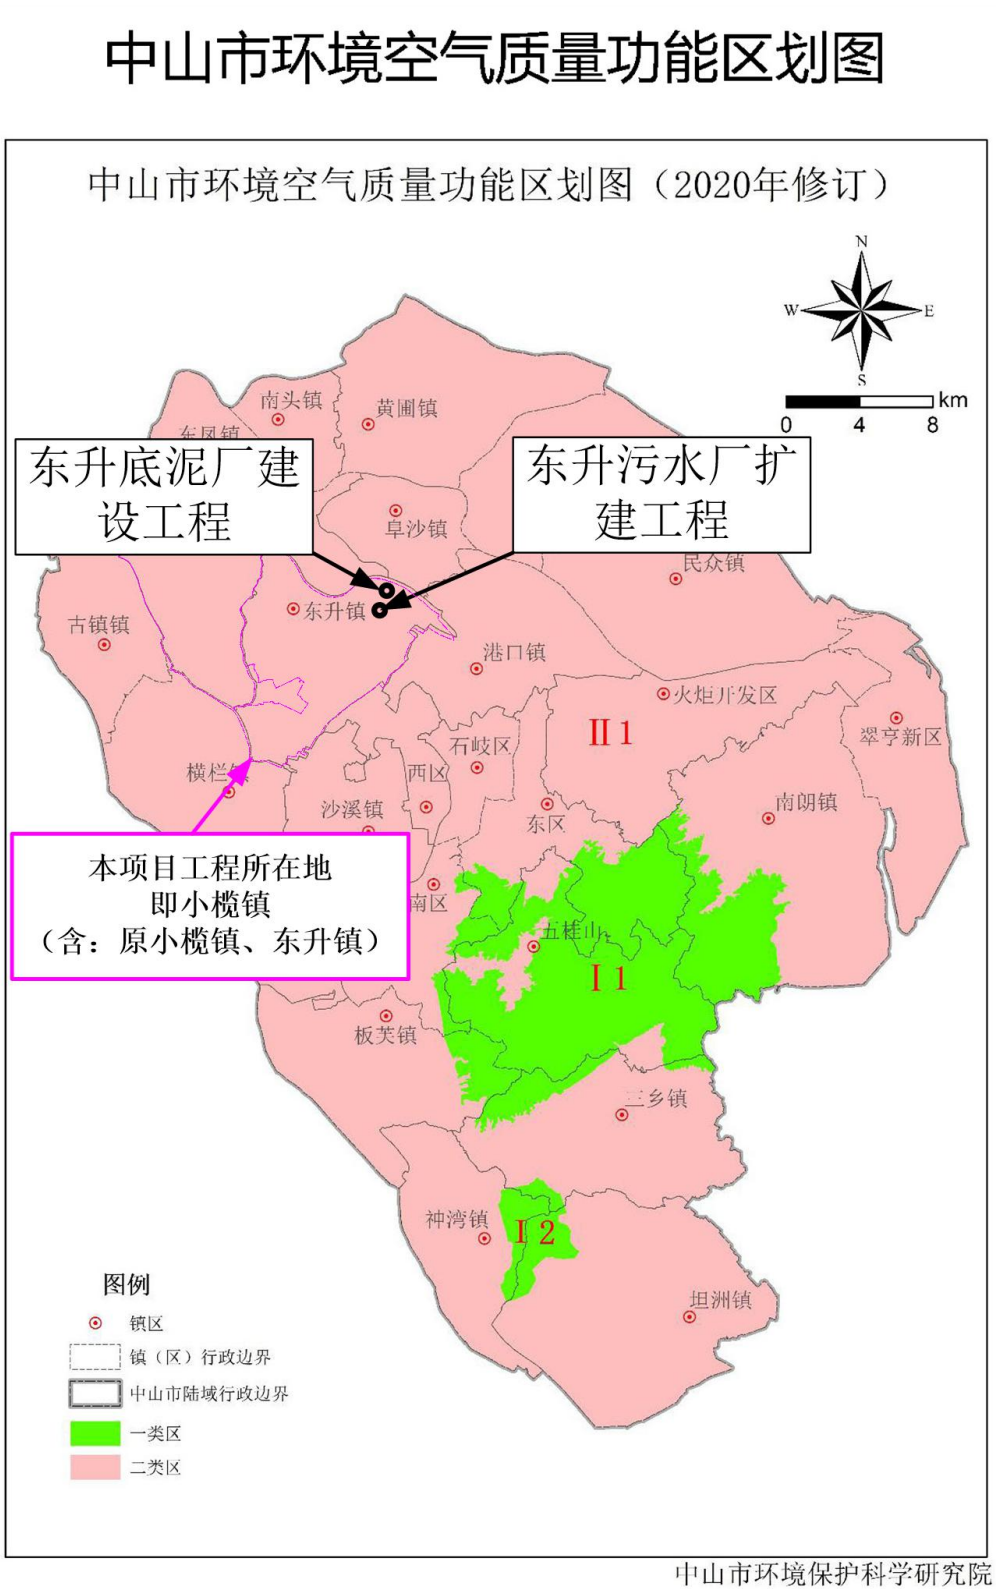 中山市环境空气质量功能区划图
中山市环境空气质量功能区划图（2020年修订）
N
W
E
S
km
0 4 8
南头镇
黄圃镇
东凤镇
东升底泥厂建
设工程
东升污水厂扩
建工程
阜沙镇
民众镇
东升镇
古镇镇
港口镇
火炬开发区
II 1
翠亨新区
石岐区
西区
横栏镇
沙溪镇
东区
南朗镇
本项目工程所在地
即小榄镇
（含：原小榄镇、东升镇）
南区
五桂山
I 1
板芙镇
三乡镇
神湾镇
I 2
坦洲镇
图例
镇区
镇（区）行政边界
中山市陆域行政边界
一类区
二类区
中山市环境保护科学研究院